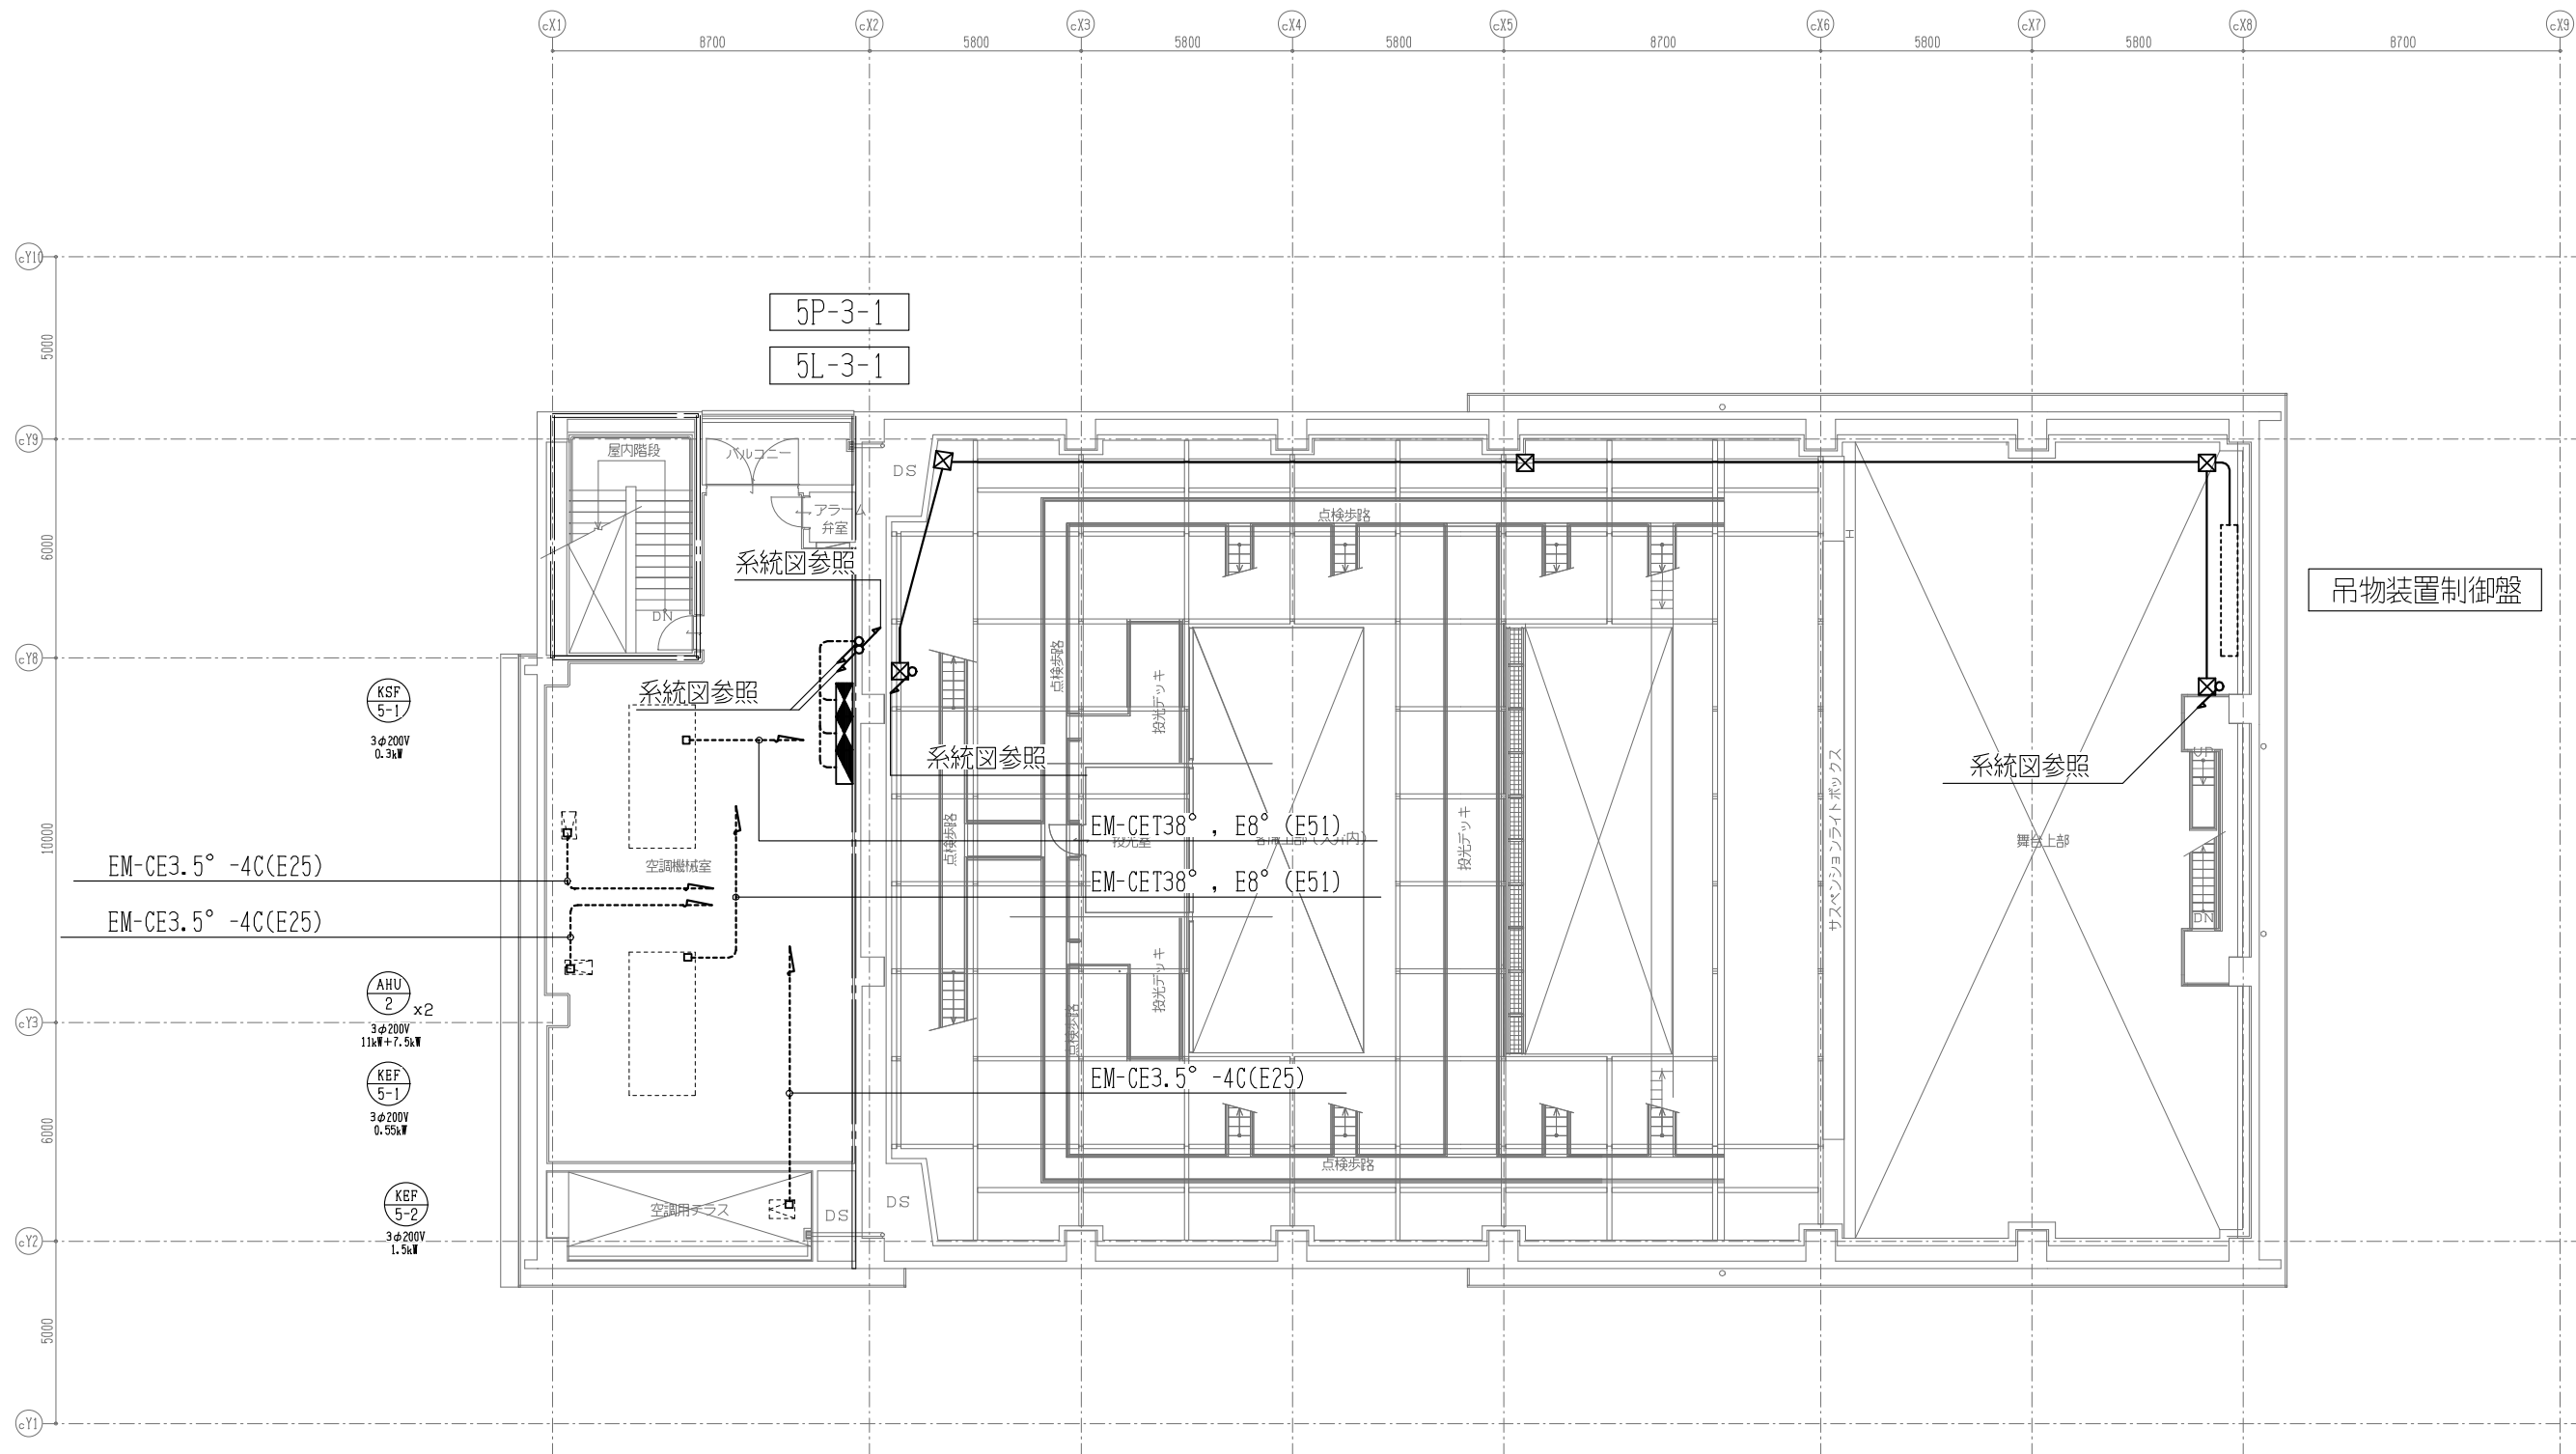 cX1
cX2
cX3
cX4
cX5
cX6
cX7
cX8
cX9
8700
5800
5800
5800
8700
5800
5800
8700
cY10
5000
5P-3-1
5L-3-1
cY9
屋内階段
バルコニー
DS
アラーム
弁室
点検歩路
6000
系統図参照
吊物装置制御盤
DN
cY8
点検歩路
投光デッキ
系統図参照
KSF
5-1
3φ200V
0.3kW
系統図参照
系統図参照
UP
サスペンションライトボックス
10000
EM-CET38° , E8° (E51)
投光室
点検歩路
投光デッキ
舞台上部
EM-CE3.5° -4C(E25)
空調機械室
EM-CET38° , E8° (E51)
EM-CE3.5° -4C(E25)
DN
投光デッキ
AHU
2
x2
3φ200V
11kW+7.5kW
cY3
点検歩路
KEF
5-1
3φ200V
0.55kW
EM-CE3.5° -4C(E25)
6000
点検歩路
KEF
5-2
3φ200V
1.5kW
空調用テラス
DS
DS
cY2
5000
cY1